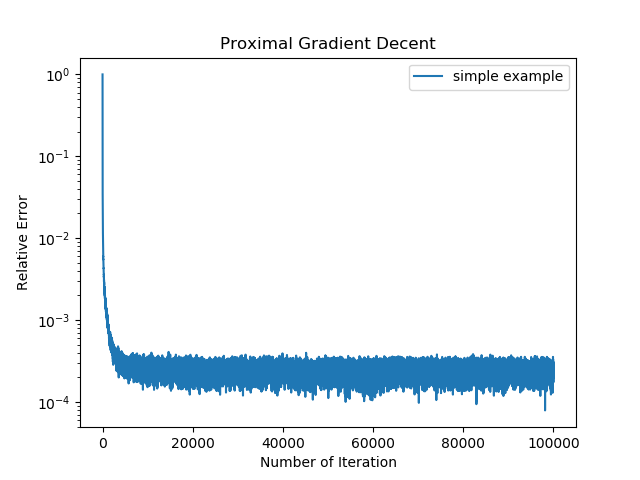 Proximal Gradient Decent
simple example
Relative Error
10⁰
10⁻¹
10⁻²
10⁻³
10⁻⁴
0 20000 40000 60000 80000 100000
Number of Iteration